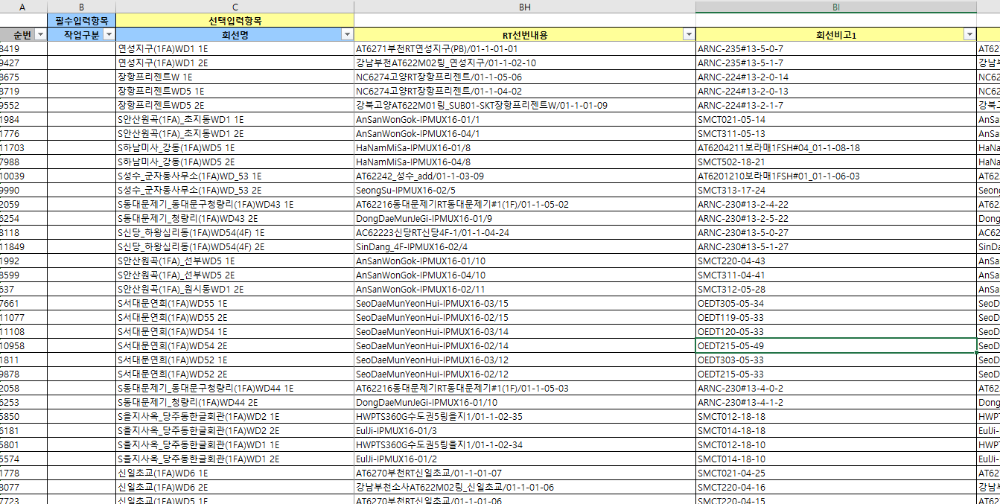 A B C BH BI
필수입력항목 선택입력항목
순번 작업구분 회선명 RT선번내용 회선비고1
8419 연성지구(1FA)WD1 1E AT6271부천RT연성지구(PB)/01-1-01-01 ARNC-235#13-5-0-7 AT62
9427 연성지구(1FA)WD1 2E 강남부천AT622M02링_연성지구/01-1-02-10 ARNC-235#13-5-1-7 강남부
8675 장항프리젠트W 1E NC6274고양RT장항프리젠트/01-1-05-06 ARNC-224#13-2-0-14 NC62
8719 장항프리젠트WD5 1E NC6274고양RT장항프리젠트/01-1-04-02 ARNC-224#13-2-0-13 NC62
9552 장항프리젠트WD5 2E 강북고양AT622M01링_SUB01-SKT장항프리젠트W/01-1-01-09 ARNC-224#13-2-1-7 강북고
1984 S안산원곡(1FA)_초지동WD1 1E AnSanWonGok-IPMUX16-01/1 SMCT021-05-14 AnSa
1776 S안산원곡(1FA)_초지동WD1 2E AnSanWonGok-IPMUX16-04/1 SMCT311-05-13 AnSa
11703 S하남미사_강동(1FA)WD5 1E HaNamMiSa-IPMUX16-01/8 AT6204211보라매1FSH#04_01-1-08-18 HaNa
7988 S하남미사_강동(1FA)WD5 2E HaNamMiSa-IPMUX16-04/8 SMCT502-18-21 HaNa
10039 S성수_군자동사무소(1FA)WD_53 1E AT62242_성수_add/01-1-03-09 AT6201210보라매1FSH#01_01-1-06-03 AT62
9990 S성수_군자동사무소(1FA)WD_53 2E SeongSu-IPMUX16-02/5 SMCT313-17-24 Seong
2059 S동대문제기_동대문구청량리(1FA)WD43 1E AT62216동대문제기RT동대문제기#1(1F)/01-1-05-02 ARNC-230#13-2-4-22 AT62
6254 S동대문제기_청량리(1FA)WD43 2E DongDaeMunJeGi-IPMUX16-01/9 ARNC-230#13-2-5-22 Dong
8118 S신당_하왕십리동(1FA)WD54(4F) 1E AC62223신당RT신당4F-1/01-1-04-24 ARNC-230#13-5-0-27 AC62
11849 S신당_하왕십리동(1FA)WD54(4F) 2E SinDang_4F-IPMUX16-02/4 ARNC-230#13-5-1-27 SinDa
1992 S안산원곡(1FA)_선부WD5 1E AnSanWonGok-IPMUX16-01/10 SMCT220-04-43 AnSa
8599 S안산원곡(1FA)_선부WD5 2E AnSanWonGok-IPMUX16-04/10 SMCT311-04-41 AnSa
637 S안산원곡(1FA)_원시동WD1 2E AnSanWonGok-IPMUX16-02/11 SMCT312-05-28 AnSa
7661 S서대문연희(1FA)WD55 1E SeoDaeMunYeonHui-IPMUX16-03/15 OEDT305-05-34 SeoD
11077 S서대문연희(1FA)WD55 2E SeoDaeMunYeonHui-IPMUX16-02/15 OEDT119-05-33 SeoD
11108 S서대문연희(1FA)WD54 1E SeoDaeMunYeonHui-IPMUX16-03/14 OEDT120-05-33 SeoD
10958 S서대문연희(1FA)WD54 2E SeoDaeMunYeonHui-IPMUX16-02/14 OEDT215-05-49 SeoD
1811 S서대문연희(1FA)WD52 1E SeoDaeMunYeonHui-IPMUX16-03/12 OEDT303-05-33 SeoD
9878 S서대문연희(1FA)WD52 2E SeoDaeMunYeonHui-IPMUX16-02/12 OEDT215-05-33 SeoD
2058 S동대문제기_동대문구청량리(1FA)WD44 1E AT62216동대문제기RT동대문제기#1(1F)/01-1-05-03 ARNC-230#13-4-0-2 AT62
6253 S동대문제기_청량리(1FA)WD44 2E DongDaeMunJeGi-IPMUX16-01/10 ARNC-230#13-4-1-2 Dong
5850 S을지사옥_당주동한글회관(1FA)WD2 1E HWPTS360G수도권5링을지1/01-1-02-35 SMCT012-18-18 HWPT
6181 S을지사옥_당주동한글회관(1FA)WD2 2E EulJi-IPMUX16-01/3 SMCT014-18-18 EulJi-
5801 S을지사옥_당주동한글회관(1FA)WD1 1E HWPTS360G수도권5링을지1/01-1-02-34 SMCT012-18-10 HWPT
5574 S을지사옥_당주동한글회관(1FA)WD1 2E EulJi-IPMUX16-01/2 SMCT014-18-10 EulJi-
1778 신일초교(1FA)WD6 1E AT6270부천RT신일초교/01-1-01-07 SMCT021-04-25 AT62
8077 신일초교(1FA)WD6 2E 강남부천소사AT622M02링_신일초교/01-1-01-06 SMCT220-04-16 강남부
7723 신일초교(1FA)WD5 1E AT6270부천RT신일초교/01-1-01-06 SMCT220-04-15 AT62